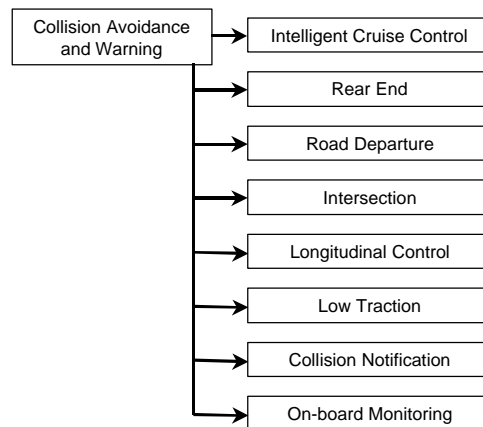 Collision Avoidance
and Warning
Intelligent Cruise Control
Rear End
Road Departure
Intersection
Longitudinal Control
Low Traction
Collision Notification
On-board Monitoring